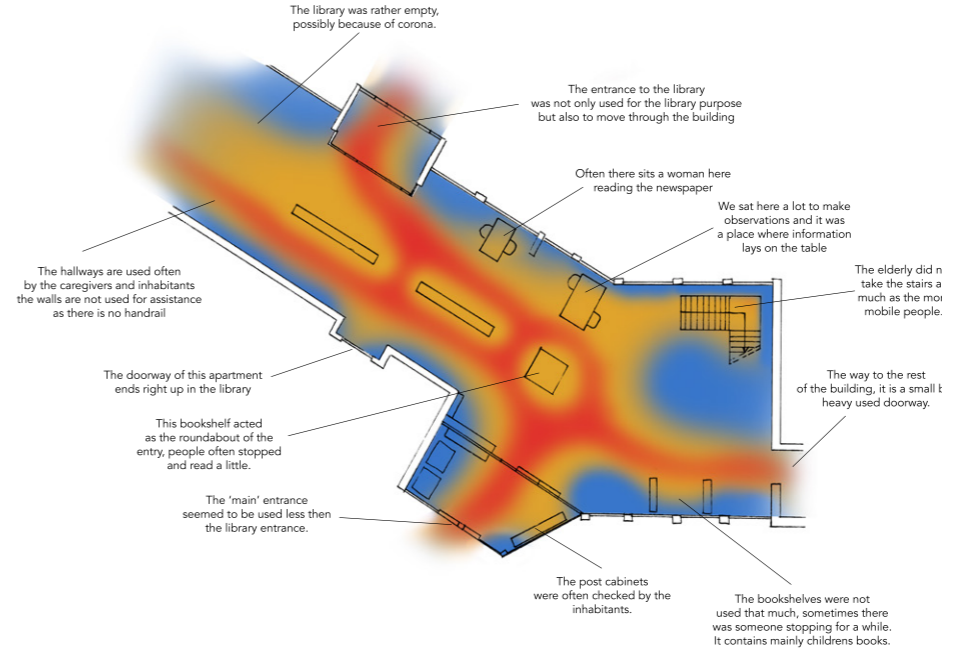 The library was rather empty,
possibly because of corona.
The entrance to the library
was not only used for the library purpose
but also to move through the building
Often there sits a woman here
reading the newspaper
We sat here a lot to make
observations and it was
a place where information
lays on the table
The hallways are used often
by the caregivers and inhabitants
the walls are not used for assistance
as there is no handrail
The elderly did
take the stairs
much as the
mobile people.
The doorway of this apartment
ends right up in the library
The way to the rest
of the building, it is a small
heavy used doorway.
This bookshelf acted
as the roundabout of the
entry, people often stopped
and read a little.
The ‘main’ entrance
seemed to be used less then
the library entrance.
The post cabinets
were often checked by the
inhabitants.
The bookshelves were not
used that much, sometimes there
was someone stopping for a while.
It contains mainly childrens books.